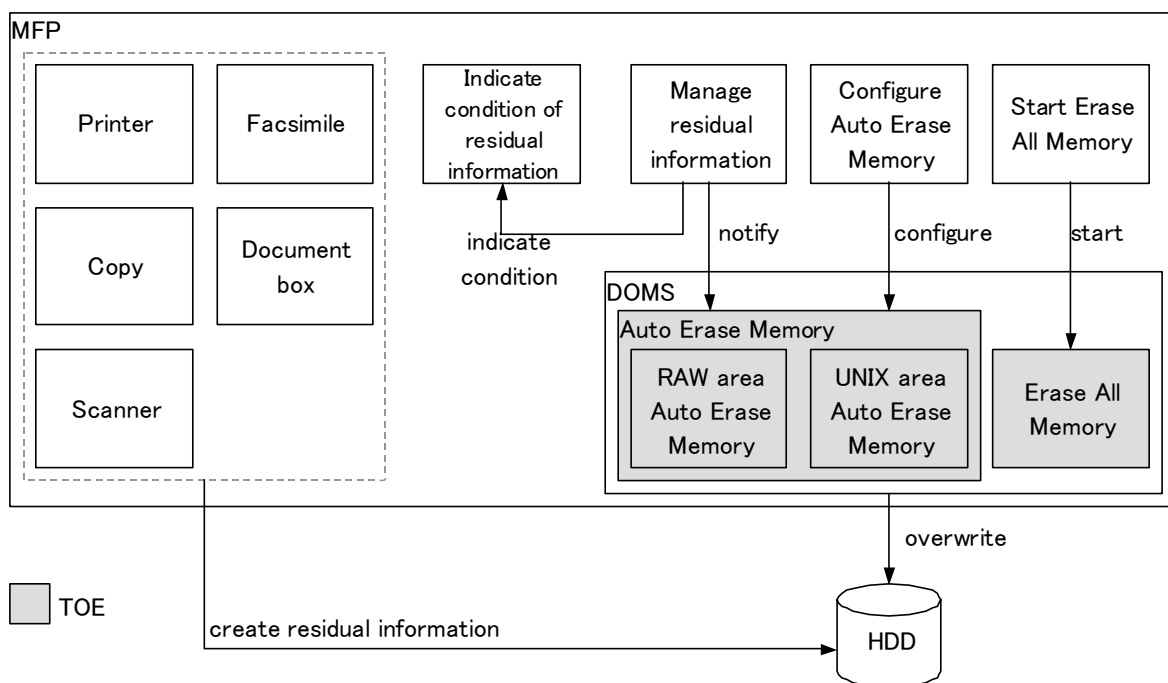 MFP
Printer
Facsimile
Copy
Document
box
Scanner
Indicate
condition of
residual
information
Manage
residual
information
Configure
Auto Erase
Memory
Start Erase
All Memory
indicate
condition
notify
configure
start
DOMS
Auto Erase Memory
RAW area
Auto Erase
Memory
UNIX area
Auto Erase
Memory
Erase All
Memory
overwrite
TOE
create residual information
HDD